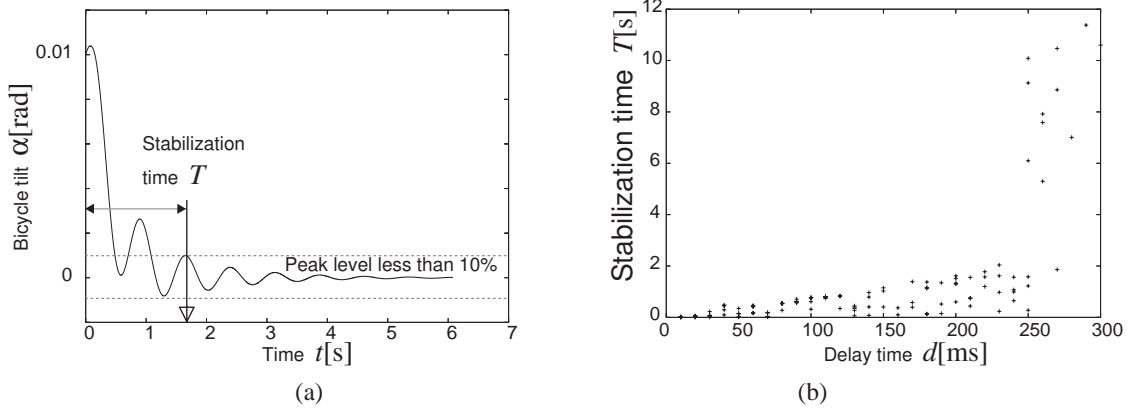 0.01
0
Bicycle tilt α[rad]
Stabilization
time T
Peak level less than 10%
0 1 2 3 4 5 6 7
Time t[s]
(a)
12
10
8
6
4
2
0
Stabilization time T[s]
0 50 100 150 200 250 300
Delay time d[ms]
(b)